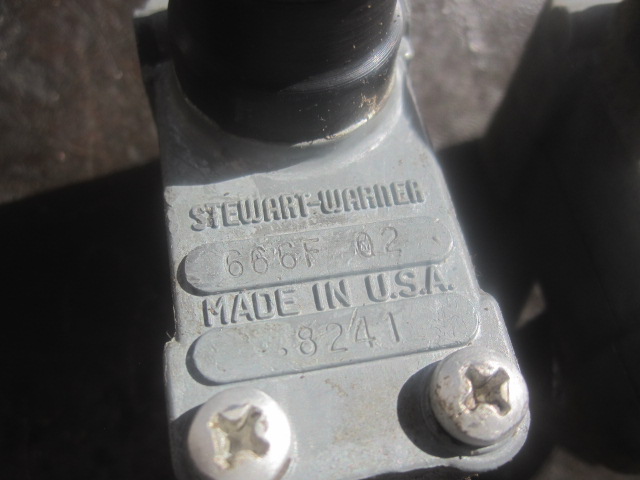 STEWART-WARNER
666F 02
MADE IN U.S.A.
8241